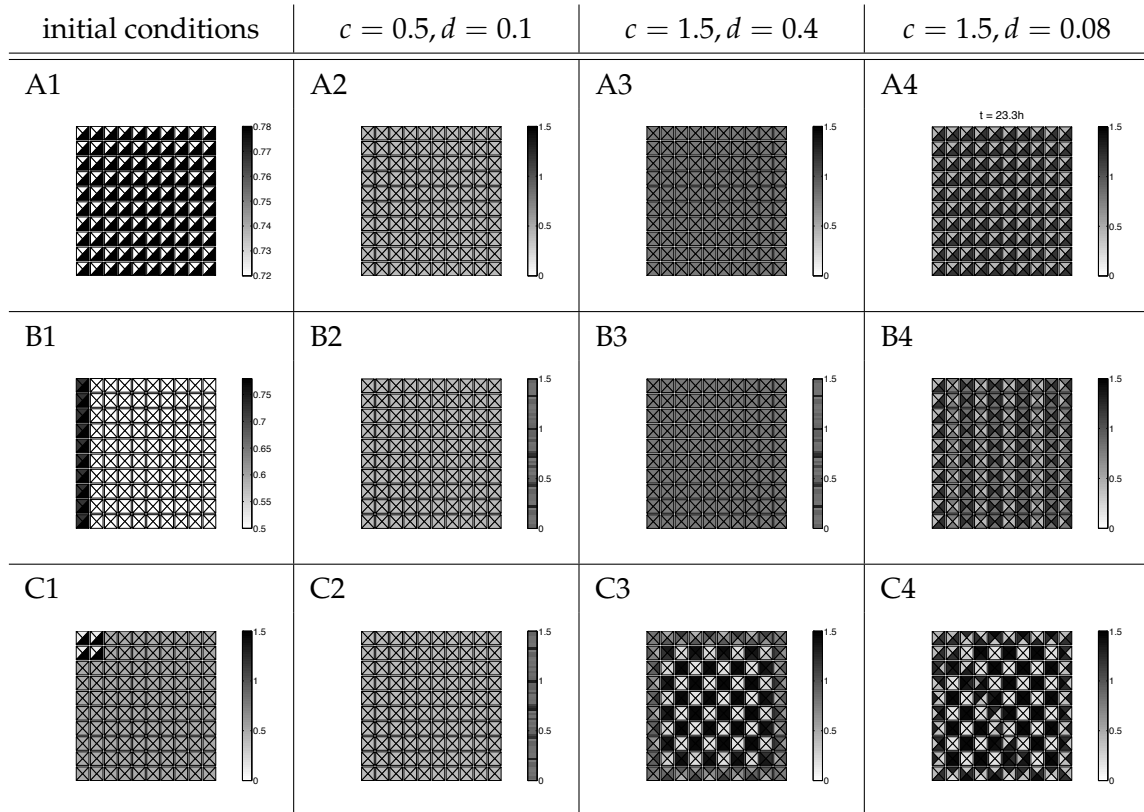 initial conditions c = 0.5, d = 0.1 c = 1.5, d = 0.4 c = 1.5, d = 0.08
A1 A2 A3 A4
t = 23.3h
0.78 1.5 1.5 1.5
0.77
0.76 1 1 1
0.75
0.74 0.5 0.5 0.5
0.73
0.72 0 0 0
B1 B2 B3 B4
1.5 1.5 1.5
0.75
0.7 1 1 1
0.65
0.6 0.5 0.5 0.5
0.55
0.5 0 0 0
C1 C2 C3 C4
1.5 1.5 1.5 1.5
1 1 1 1
0.5 0.5 0.5 0.5
0 0 0 0